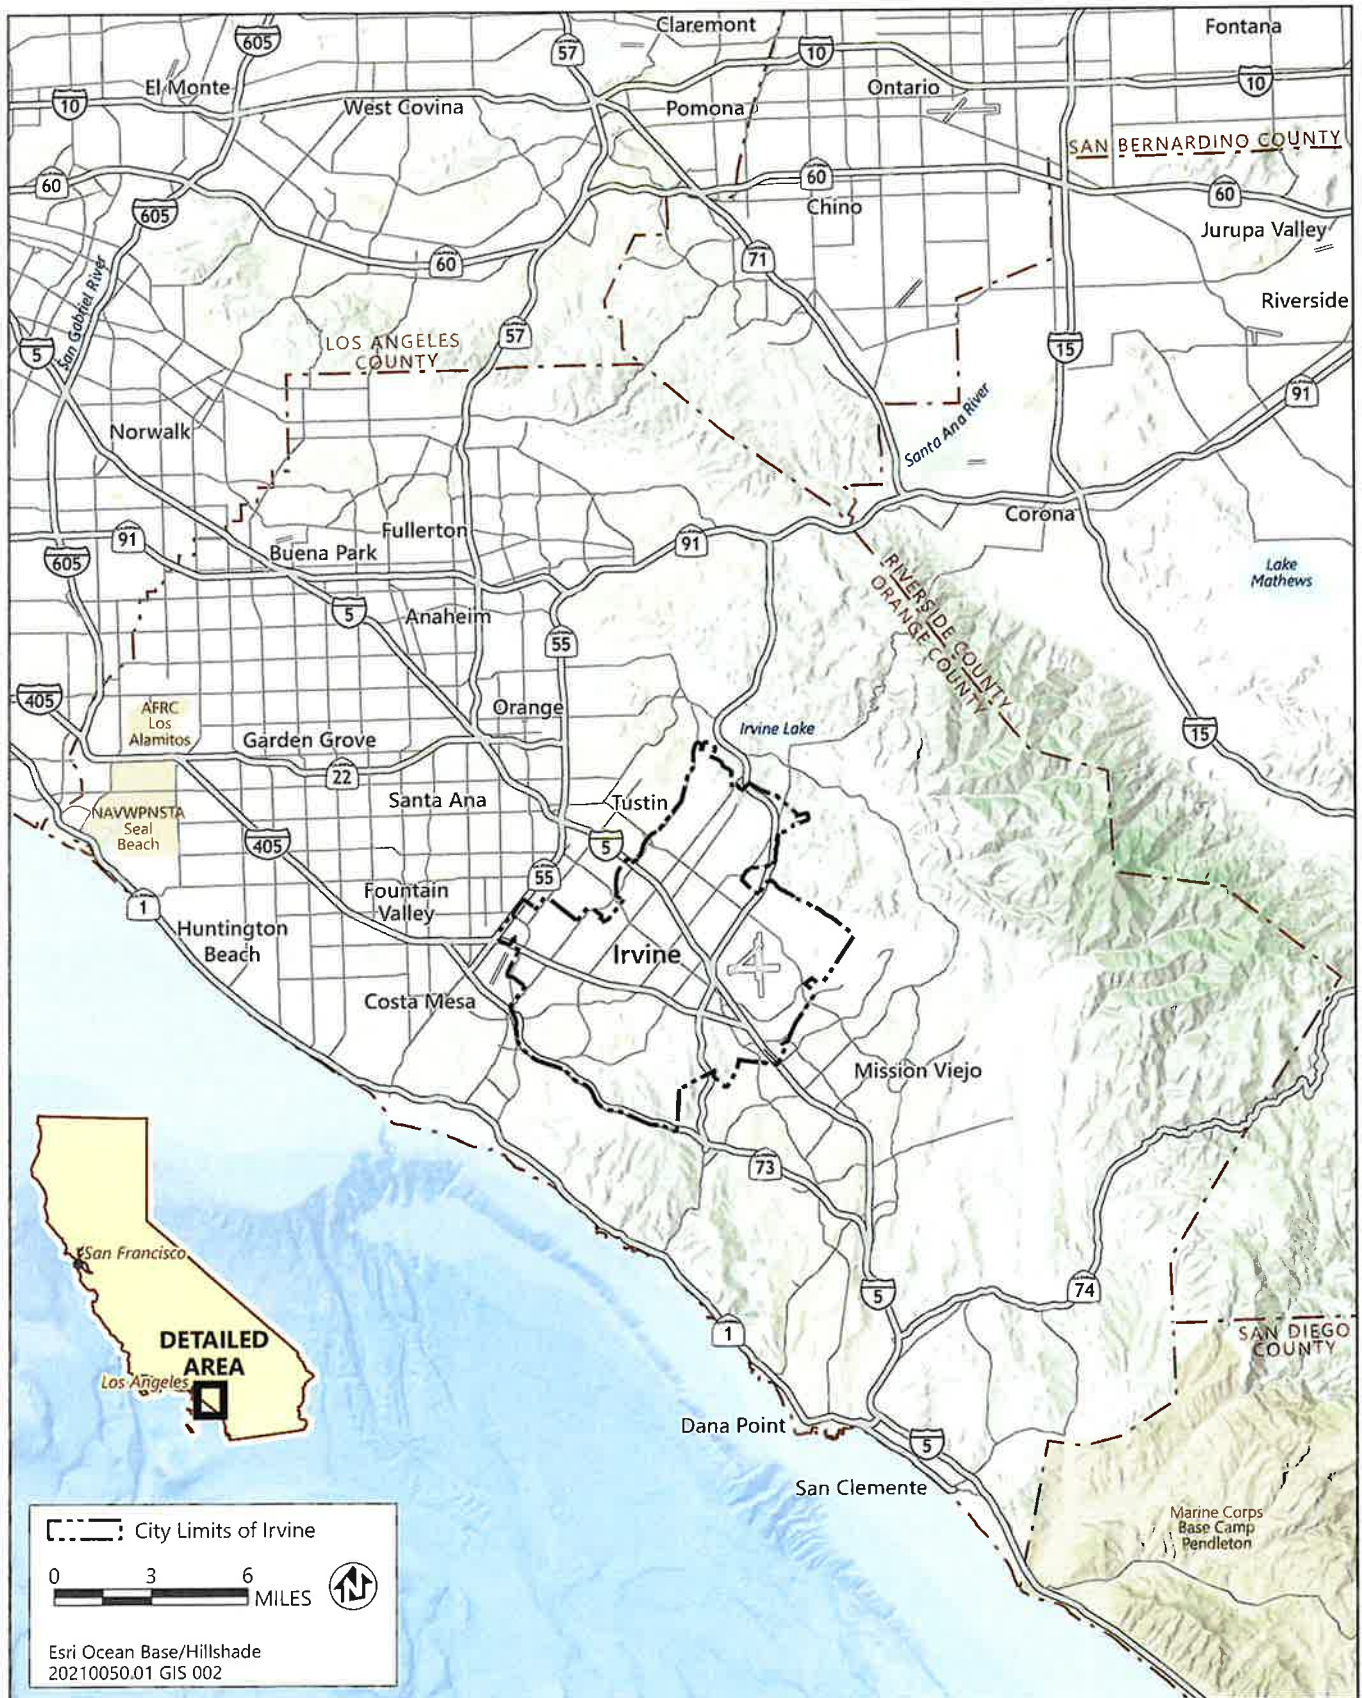 Claremont
Fontana
605
57
10
El Monte
10
West Covina
Pomona
Ontario
10
SAN BERNARDINO COUNTY
60
605
60
Chino
60
Jurupa Valley
San Gabriel River
60
71
Riverside
5
LOS ANGELES
COUNTY
57
15
91
Norwalk
Santa Ana River
Corona
91
Fullerton
Buena Park
91
605
Lake
Mathews
RIVERSIDE COUNTY
ORANGE COUNTY
5
Anaheim
55
405
AFRC
Los
Alamitos
Orange
Irvine Lake
15
Garden Grove
22
Santa Ana
Tustin
NAVWPNSTA
Seal
Beach
405
5
55
Fountain
Valley
1
Huntington
Beach
Irvine
Costa Mesa
Mission Viejo
73
San Francisco
5
74
1
SAN DIEGO
COUNTY
DETAILED
AREA
Los Angeles
Dana Point
5
San Clemente
Marine Corps
Base Camp
Pendleton
City Limits of Irvine
0 3 6
MILES
N
Esri Ocean Base/Hillshade
20210050.01 GIS 002